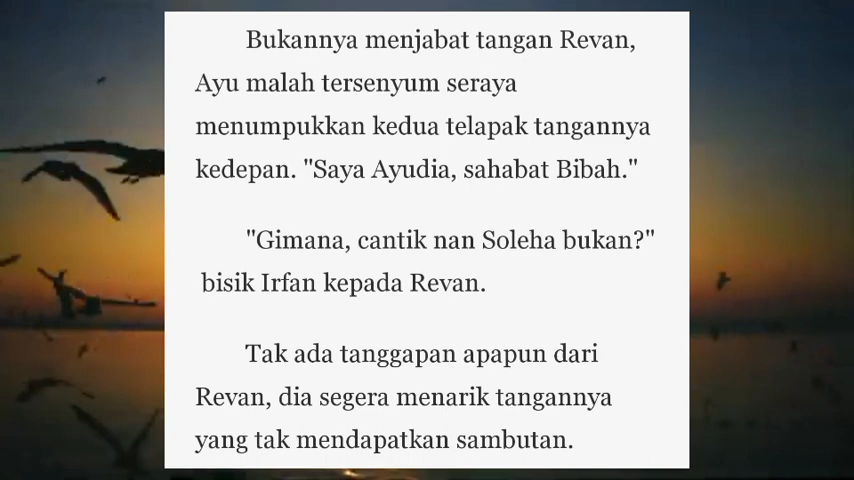 Bukannya menjabat tangan Revan,
Ayu malah tersenyum seraya
menumpukkan kedua telapak tangannya
kedepan. "Saya Ayudia, sahabat Bibah."
"Gimana, cantik nan Soleha bukan?"
bisik Irfan kepada Revan.
Tak ada tanggapan apapun dari
Revan, dia segera menarik tangannya
yang tak mendapatkan sambutan.